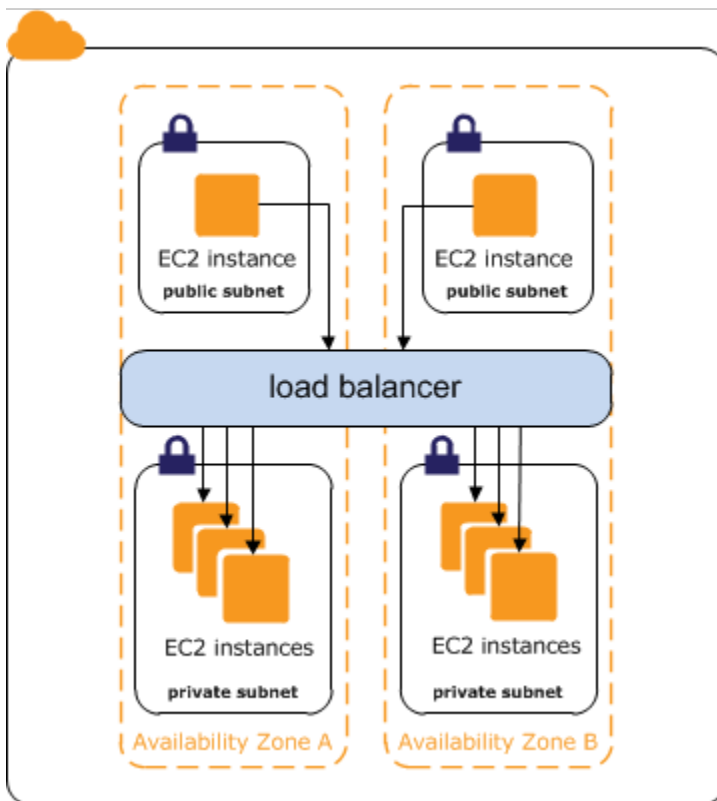 EC2 instance
public subnet
EC2 instance
public subnet
load balancer
EC2 instances
private subnet
EC2 instances
private subnet
Availability Zone A
Availability Zone B